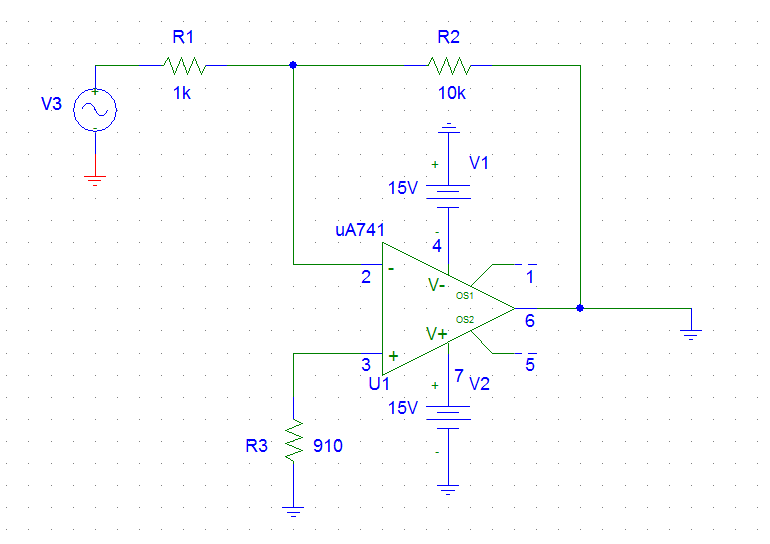 R1
1k
R2
10k
V3
+
-
V1
+
15V
-
uA741
4
2
-
V-
OS1
1
6
OS2
V+
5
3
+
U1
7
V2
+
15V
-
R3
910